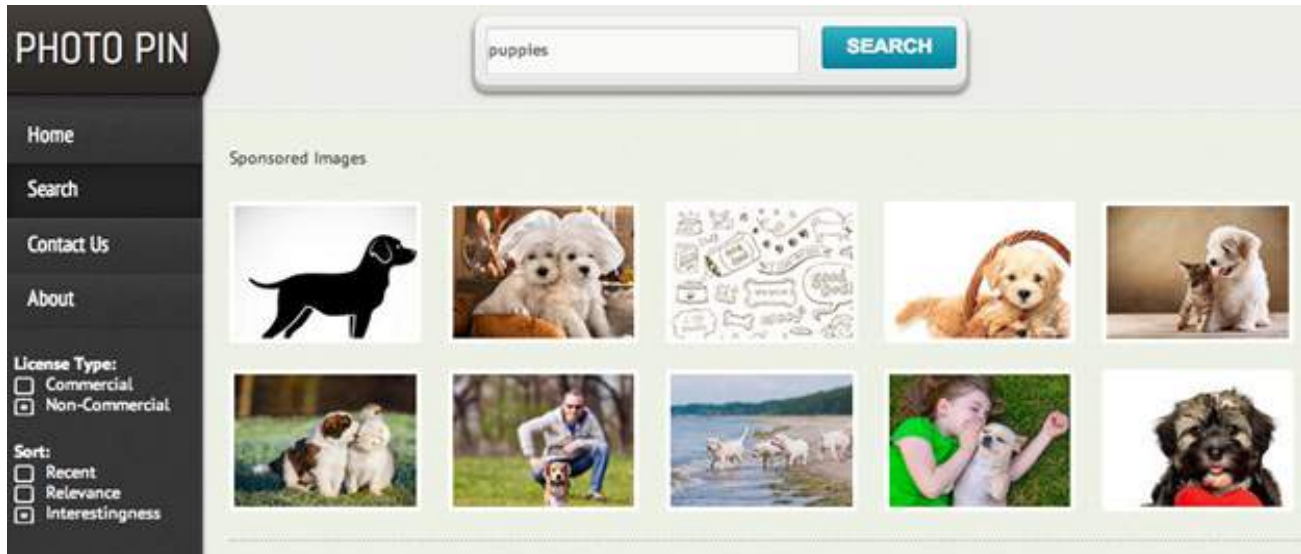 PHOTO PIN
puppies
SEARCH
Home
Search
Contact Us
About
License Type:
Commercial
Non-Commercial
Sort:
Recent
Relevance
Interestingness
Sponsored Images
good